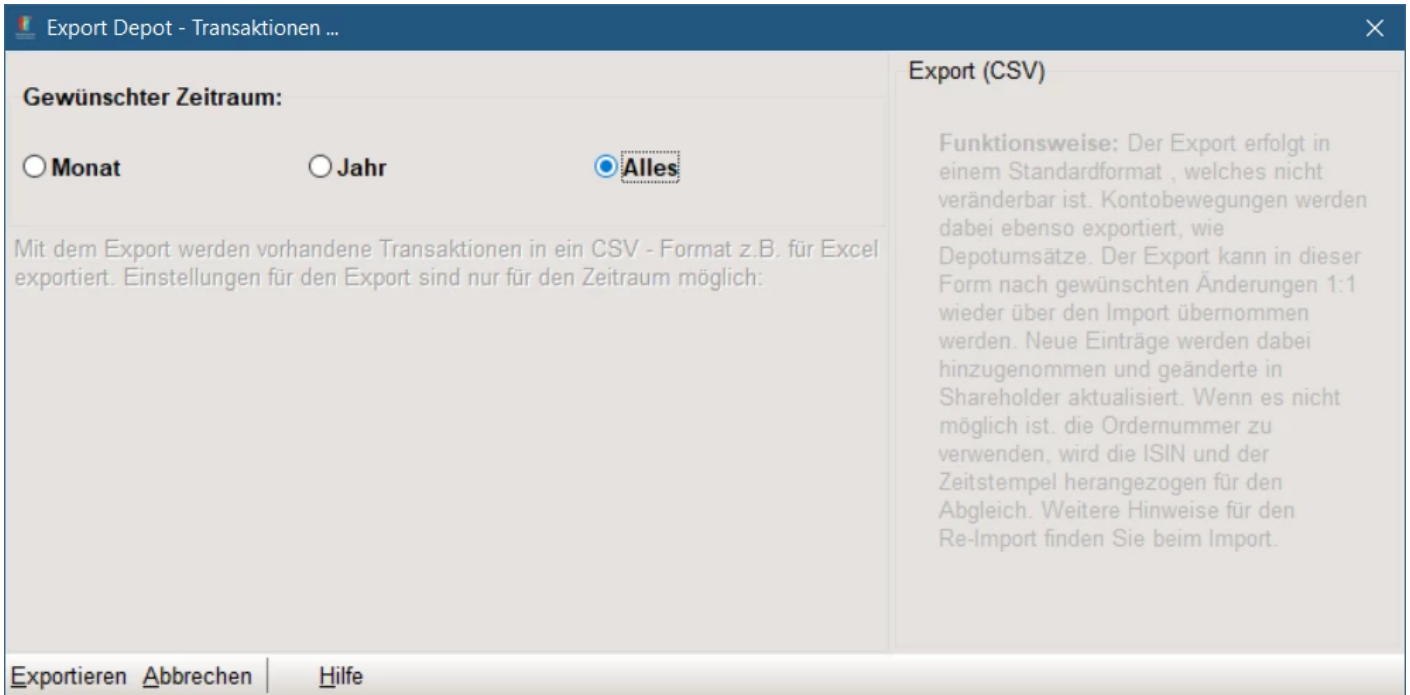 Export Depot - Transaktionen ...
Gewünschter Zeitraum:
Monat
Jahr
Alles
Mit dem Export werden vorhandene Transaktionen in ein CSV - Format z.B. für Excel
exportiert. Einstellungen für den Export sind nur für den Zeitraum möglich:
Export (CSV)
Funktionsweise: Der Export erfolgt in
einem Standardformat , welches nicht
veränderbar ist. Kontobewegungen werden
dabei ebenso exportiert, wie
Depotumsätze. Der Export kann in dieser
Form nach gewünschten Änderungen 1:1
wieder über den Import übernommen
werden. Neue Einträge werden dabei
hinzugenommen und geänderte in
Shareholder aktualisiert. Wenn es nicht
möglich ist. die Ordernummer zu
verwenden, wird die ISIN und der
Zeitstempel herangezogen für den
Abgleich. Weitere Hinweise für den
Re-Import finden Sie beim Import.
Exportieren Abbrechen Hilfe